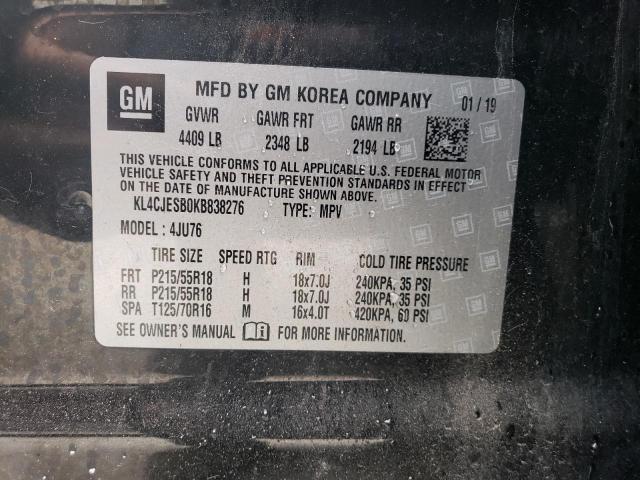 GM MFD BY GM KOREA COMPANY 01 / 19
GVWR GAWR FRT GAWR RR
4409 LB 2348 LB 2194 LB
THIS VEHICLE CONFORMS TO ALL APPLICABLE U.S. FEDERAL MOTOR
VEHICLE SAFETY AND THEFT PREVENTION STANDARDS IN EFFECT
ON THE DATE OF MANUFACTURE SHOWN ABOVE.
KL4CJESB0KB838276 TYPE: MPV
MODEL : 4JU76
TIRE SIZE SPEED RTG RIM COLD TIRE PRESSURE
FRT P215/55R18 H 18x7.0J 240KPA, 35 PSI
RR P215/55R18 H 18x7.0J 240KPA, 35 PSI
SPA T125/70R16 M 16x4.0T 420KPA, 60 PSI
SEE OWNER'S MANUAL FOR MORE INFORMATION.